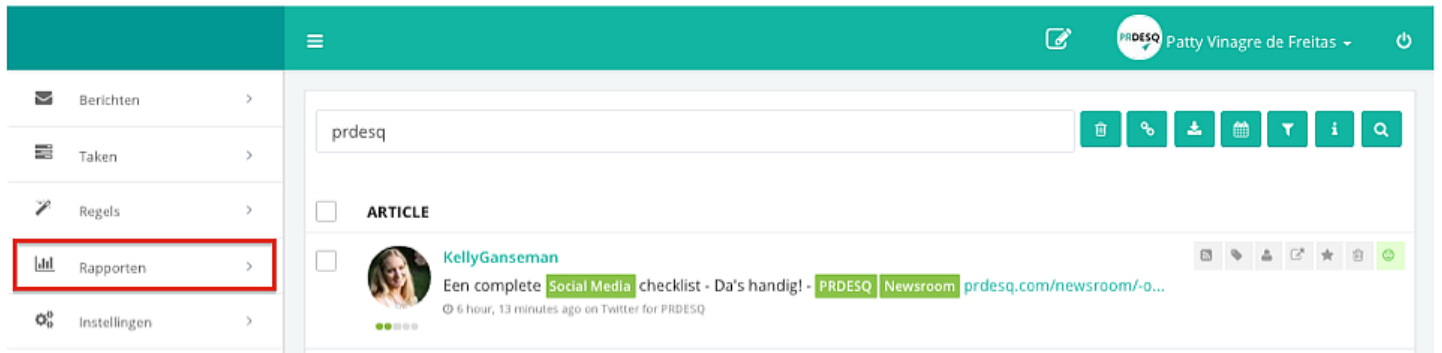 PRDESQ Patty Vinagre de Freitas
Berichten
Taken
Regels
Rapporten
Instellingen
prdesq
ARTICLE
KellyGanseman
Een complete Social Media checklist - Da's handig! - PRDESQ Newsroom prdesq.com/newsroom/-o...
6 hour, 13 minutes ago on Twitter for PRDESQ